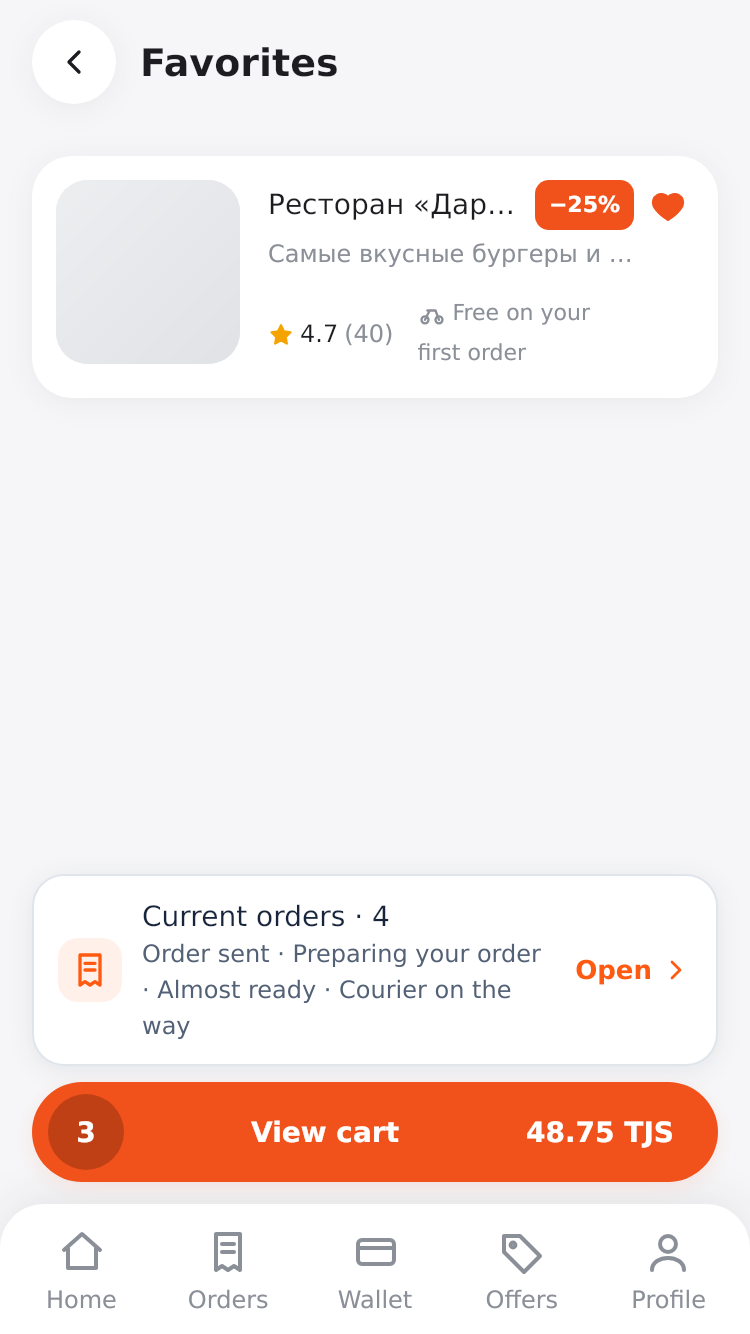 Favorites
Ресторан «Дар...
−25%
Самые вкусные бургеры и ...
4.7 (40)
Free on your
first order
Current orders · 4
Order sent · Preparing your order
· Almost ready · Courier on the
way
Open
3
View cart
48.75 TJS
Home
Orders
Wallet
Offers
Profile